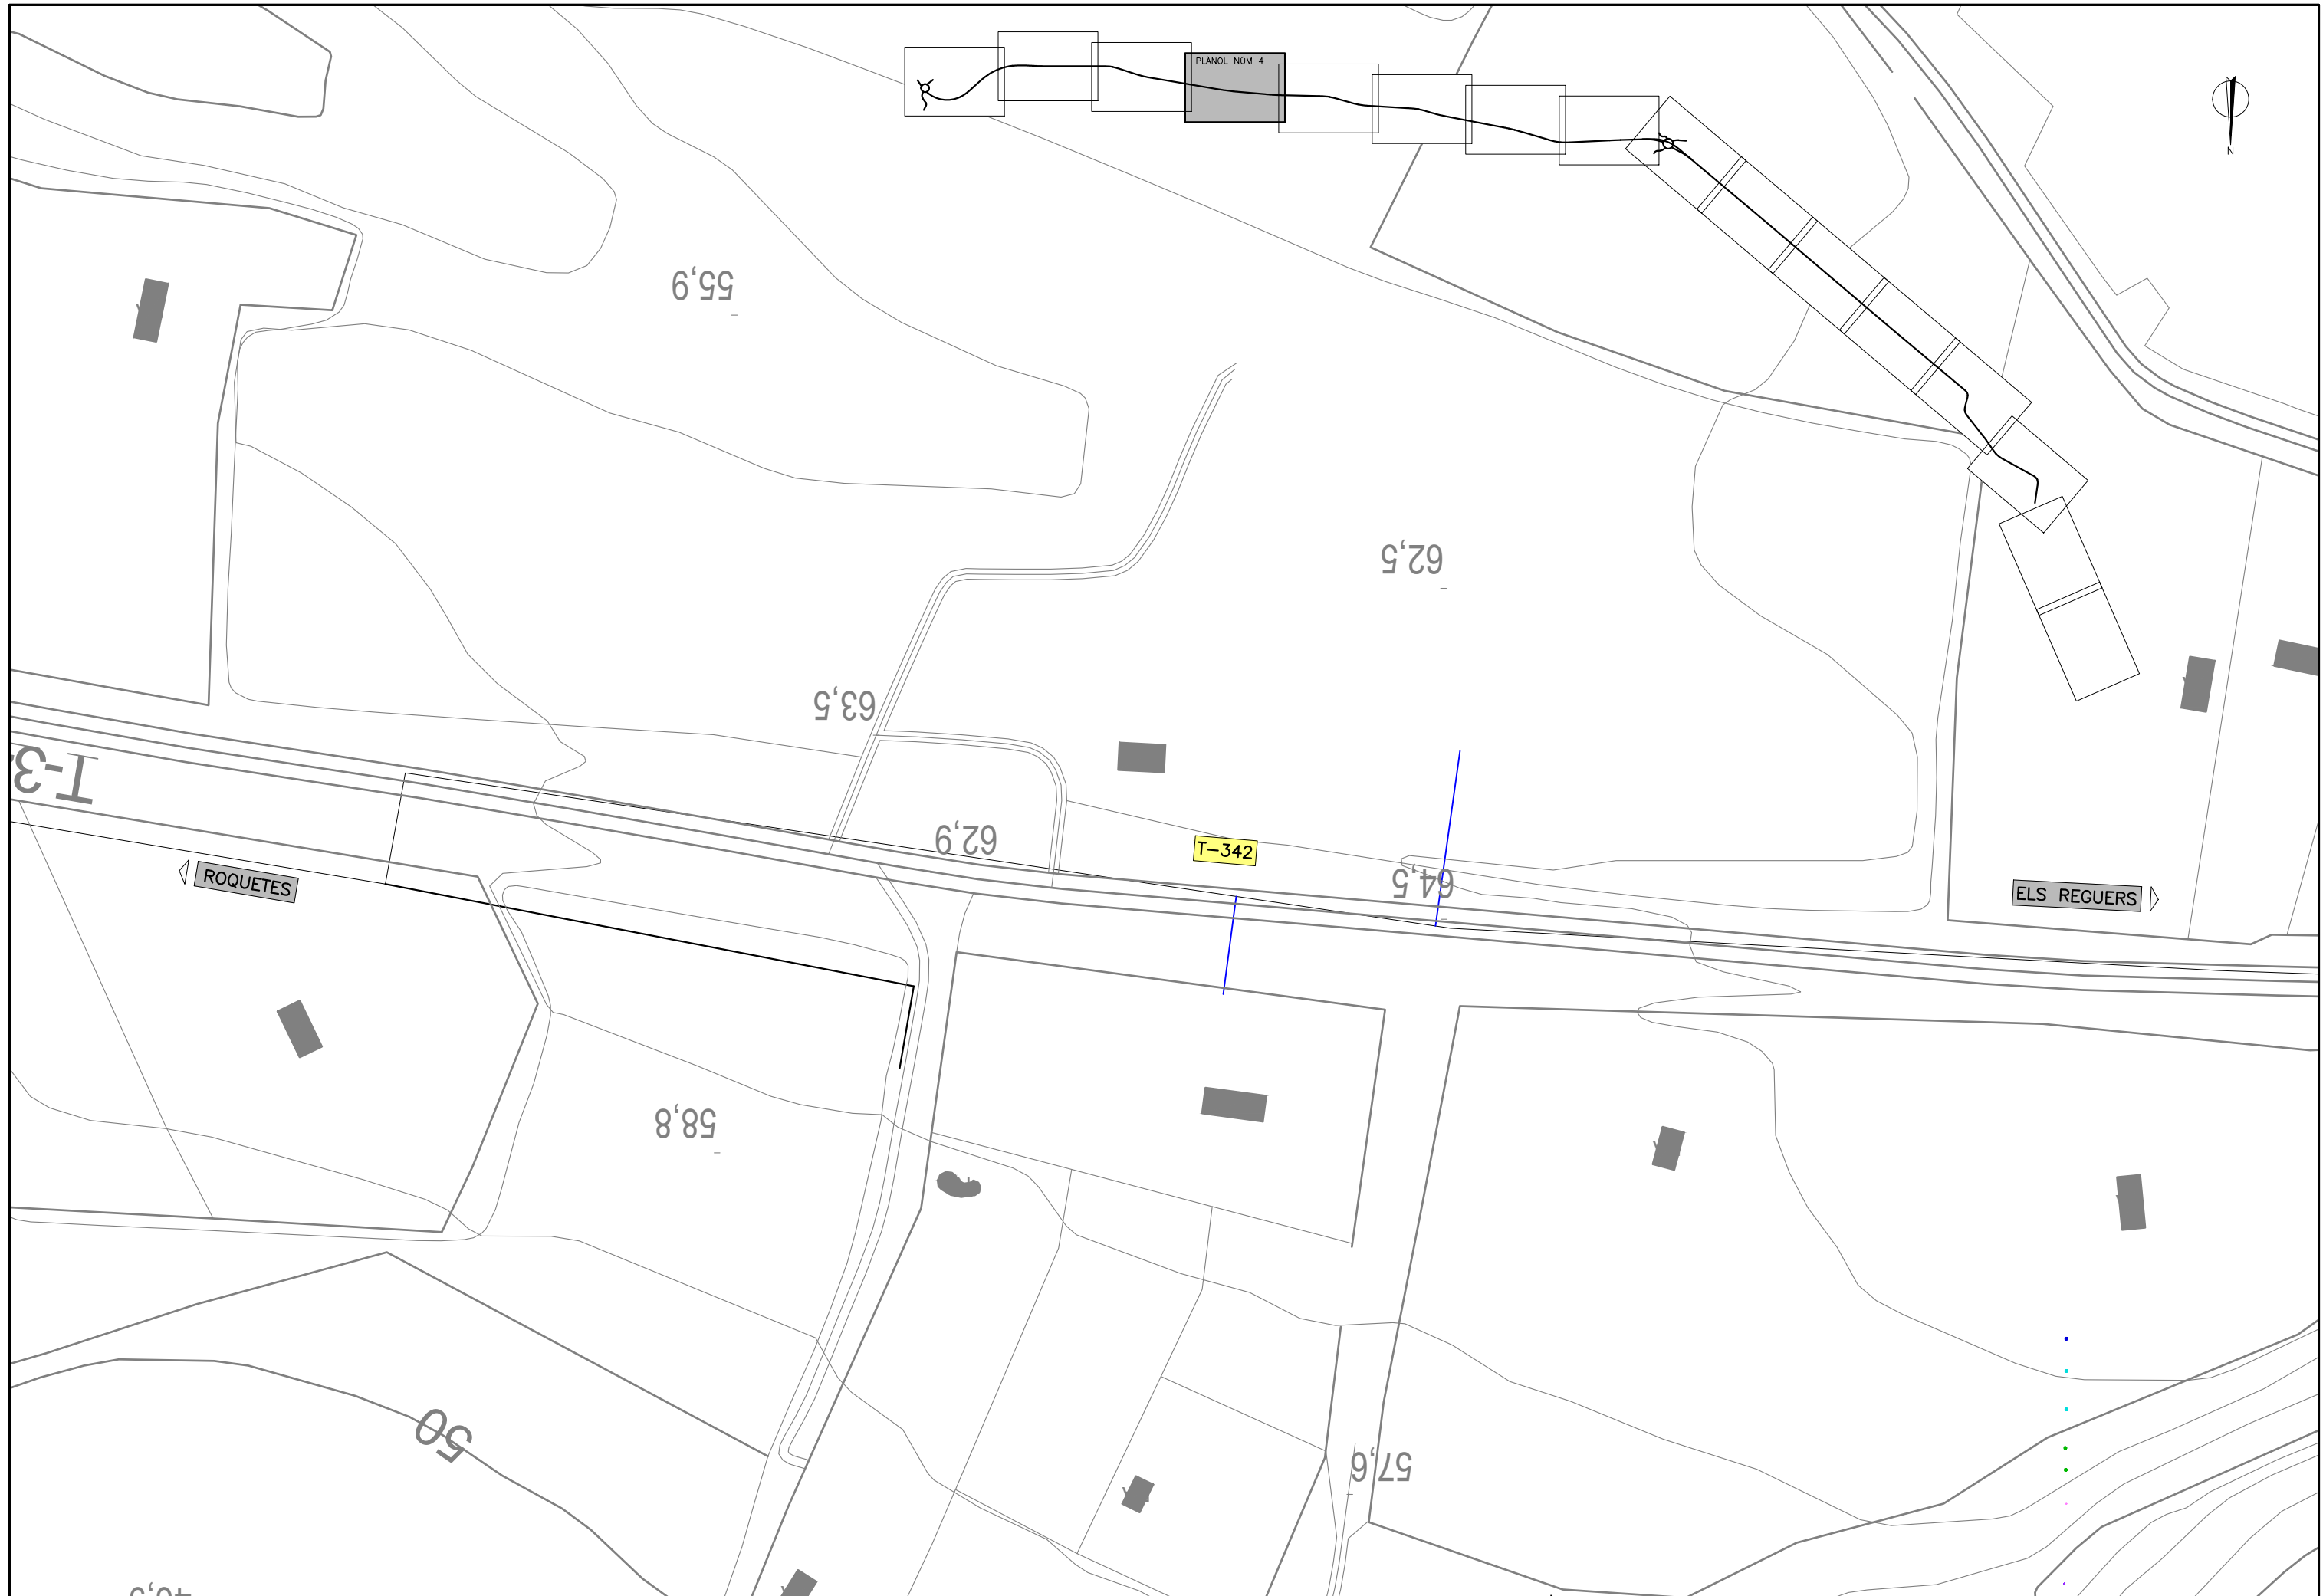 PLÀNOL NÚM 4
N
55,9
62,5
63,5
T-3
62,9
T-342
64,5
ROQUETES
ELS REGUERS
58,8
50
57,6